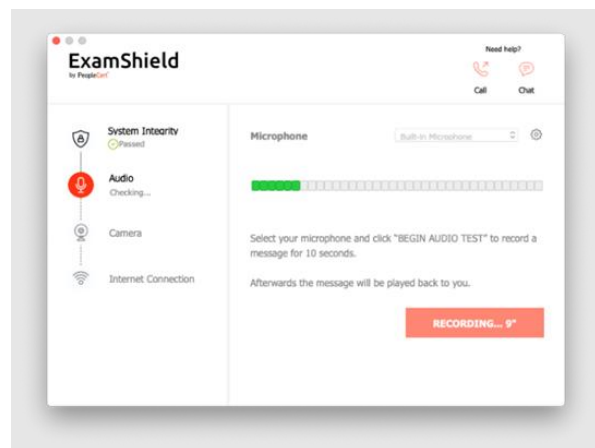 ExamShield
by PeopleCert
Need help?
Call
Chat
System Integrity
Passed
Audio
Checking...
Camera
Internet Connection
Microphone
Built-in Microphone
Select your microphone and click "BEGIN AUDIO TEST" to record a
message for 10 seconds.
Afterwards the message will be played back to you.
RECORDING... 9"